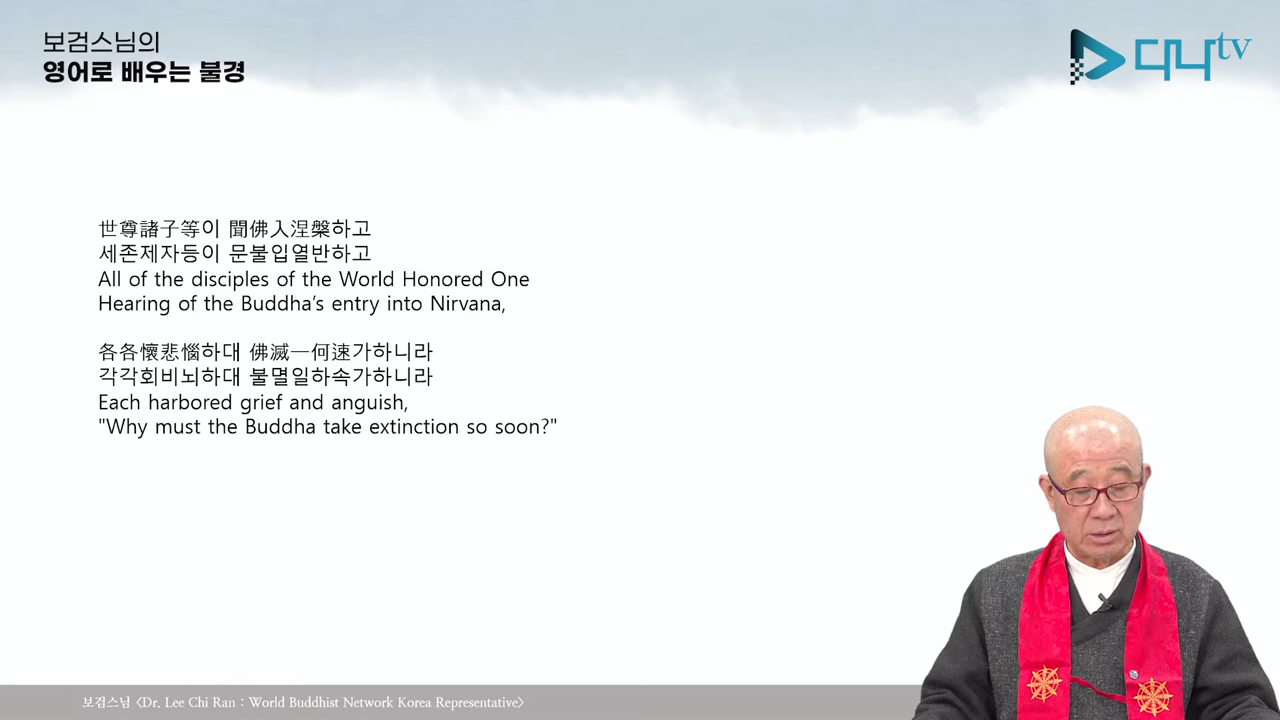 보검스님의
영어로 배우는 불경
디나tv
世尊諸子等이 聞佛入涅槃하고
세존제자등이 문불입열반하고
All of the disciples of the World Honored One
Hearing of the Buddha’s entry into Nirvana,
各各懷悲惱하대 佛滅一何速가하니라
각각회비뇌하대 불멸일하속가하니라
Each harbored grief and anguish,
"Why must the Buddha take extinction so soon?"
보검스님 <Dr. Lee Chi Ran : World Buddhist Network Korea Representative>